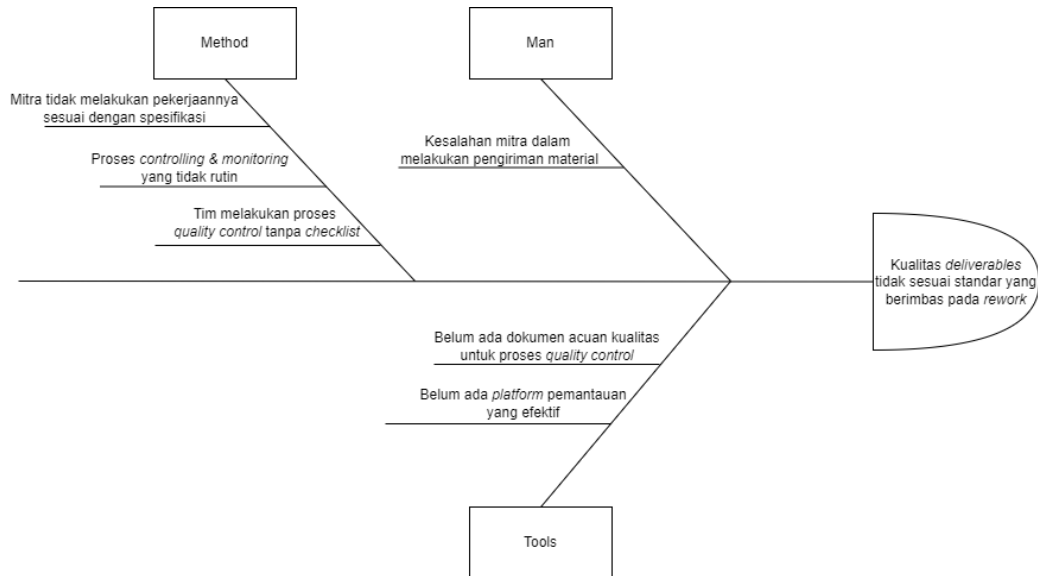 Method
Man
Mitra tidak melakukan pekerjaannya
sesuai dengan spesifikasi
Proses controlling & monitoring
yang tidak rutin
Tim melakukan proses
quality control tanpa checklist
Kesalahan mitra dalam
melakukan pengiriman material
Kualitas deliverables
tidak sesuai standar yang
berimbas pada rework
Belum ada dokumen acuan kualitas
untuk proses quality control
Belum ada platform pemantauan
yang efektif
Tools